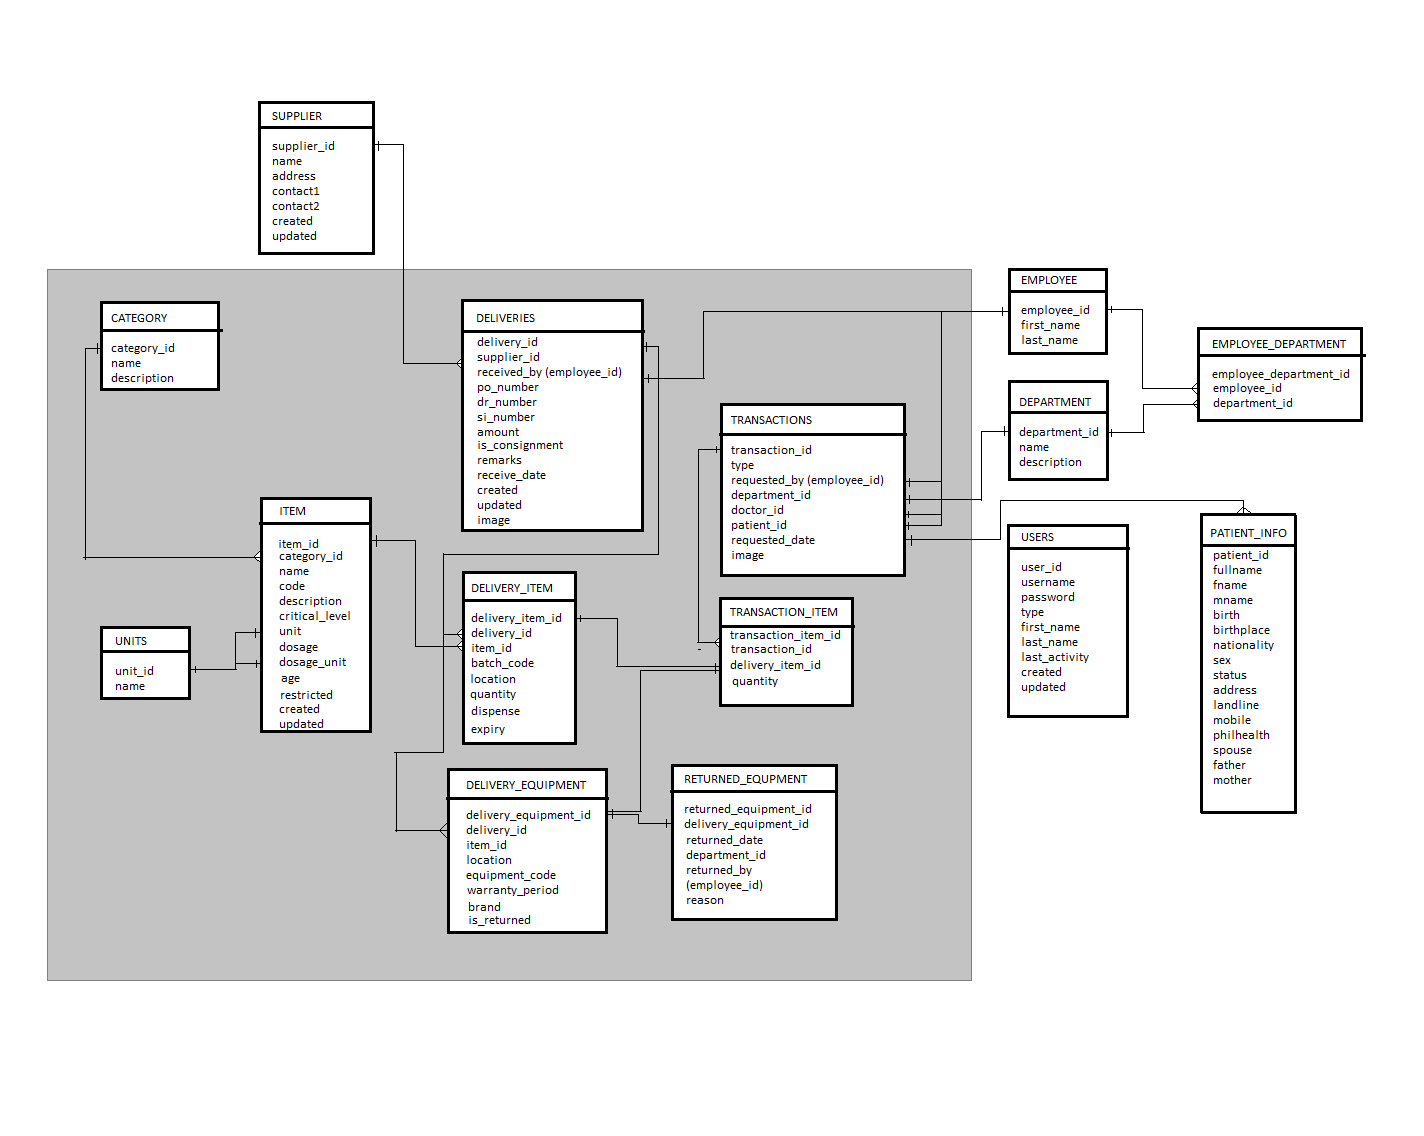 SUPPLIER
supplier_id
name
address
contact1
contact2
created
updated
CATEGORY
category_id
name
description
DELIVERIES
delivery_id
supplier_id
received_by (employee_id)
po_number
dr_number
si_number
amount
is_consignment
remarks
receive_date
created
updated
image
EMPLOYEE
employee_id
first_name
last_name
EMPLOYEE_DEPARTMENT
employee_department_id
employee_id
department_id
DEPARTMENT
department_id
name
description
TRANSACTIONS
transaction_id
type
requested_by (employee_id)
department_id
doctor_id
patient_id
requested_date
image
ITEM
item_id
category_id
name
code
description
critical_level
unit
dosage
dosage_unit
age
restricted
created
updated
UNITS
unit_id
name
DELIVERY_ITEM
delivery_item_id
delivery_id
item_id
batch_code
location
quantity
dispense
expiry
TRANSACTION_ITEM
transaction_item_id
transaction_id
delivery_item_id
quantity
USERS
user_id
username
password
type
first_name
last_name
last_activity
created
updated
PATIENT_INFO
patient_id
fullname
fname
mname
birth
birthplace
nationality
sex
status
address
landline
mobile
philhealth
spouse
father
mother
DELIVERY_EQUIPMENT
delivery_equipment_id
delivery_id
item_id
location
equipment_code
warranty_period
brand
is_returned
RETURNED_EQUPMENT
returned_equipment_id
delivery_equipment_id
returned_date
department_id
returned_by
(employee_id)
reason